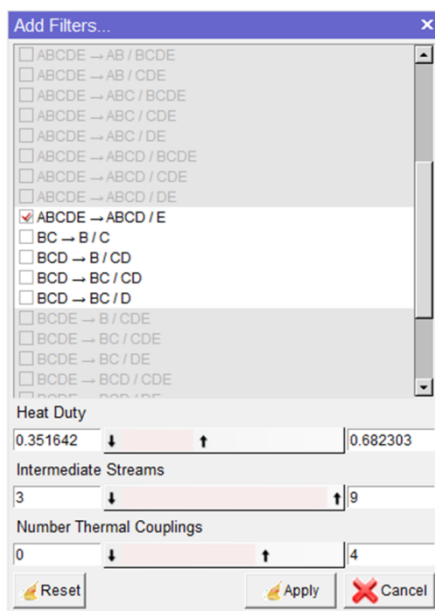 Add Filters...
ABCDE → AB / BCDE
ABCDE → AB / CDE
ABCDE → ABC / BCDE
ABCDE → ABC / CDE
ABCDE → ABC / DE
ABCDE → ABCD / BCDE
ABCDE → ABCD / CDE
ABCDE → ABCD / DE
ABCDE → ABCD / E
BC → B / C
BCD → B / CD
BCD → BC / CD
BCD → BC / D
BCDE → B / CDE
BCDE → BC / CDE
BCDE → BC / DE
BCDE → BCD / CDE
Heat Duty
0.351642 0.682303
Intermediate Streams
3 9
Number Thermal Couplings
0 4
Reset Apply Cancel